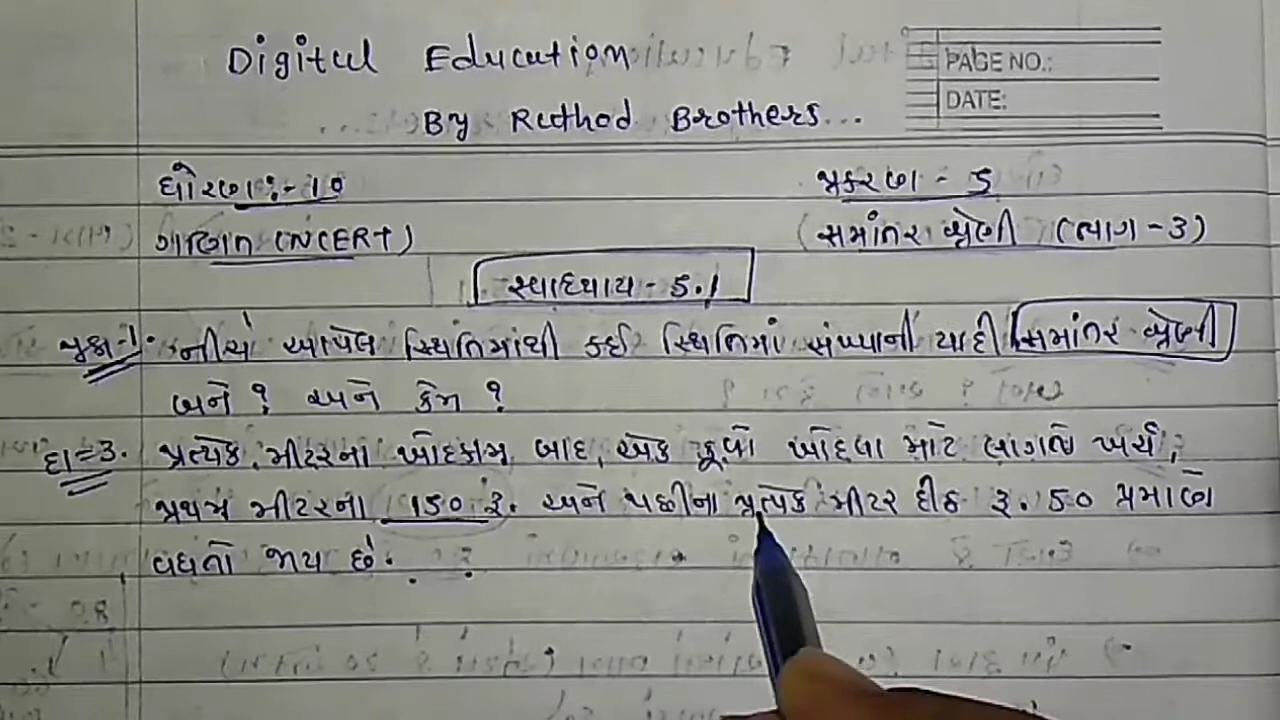 Digital Education
By Rathod Brothers...
PAGE NO.:
DATE:
ધોરણ:- 10
પ્રકરણ - 5
ગણિત (NCERT)
(સમાંતર શ્રેણી (ભાગ - 3)
સ્વાધ્યાય - 5.1
પ્રશ્ન-1. નીચે આપેલ સ્થિતિમાંથી કઈ સ્થિતિમાં સંખ્યાની યાદી સમાંતર શ્રેણી
બને ? અને કેમ ?
દા=3. પ્રત્યેક મીટરના ખોદકામ બાદ, એક કૂવો ખોદવા માટે લાગતો ખર્ચ,
પ્રથમ મીટરના 150 રૂ. અને પછીના પ્રત્યેક મીટર દીઠ રૂ. 50 પ્રમાણે
વધતો જાય છે.